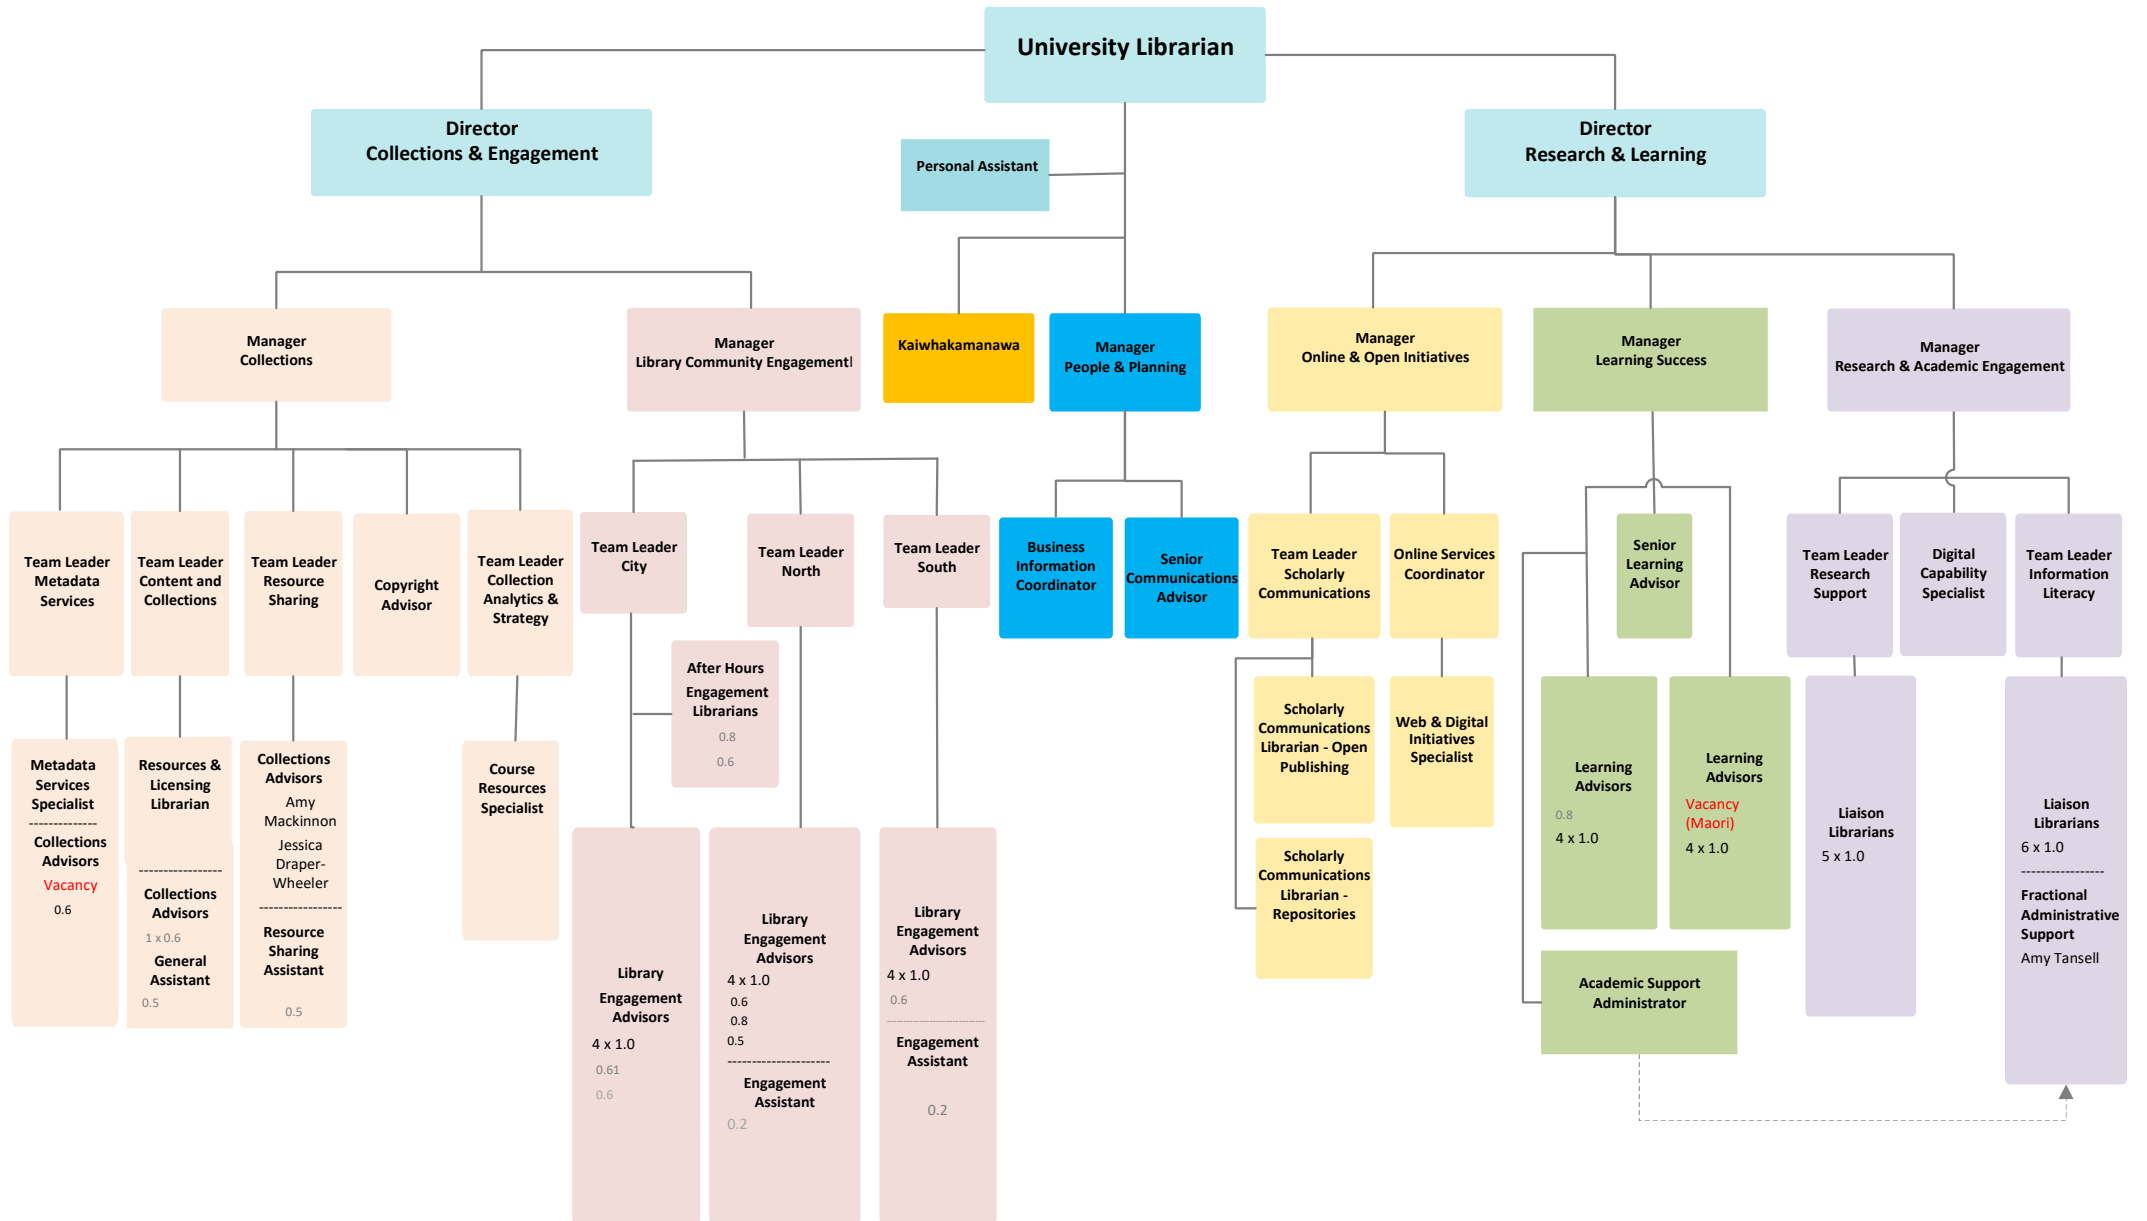 University Librarian
Director
Collections & Engagement
Personal Assistant
Director
Research & Learning
Manager
Collections
Manager
Library Community Engagementl
Kaiwhakamanawa
Manager
People & Planning
Manager
Online & Open Initiatives
Manager
Learning Success
Manager
Research & Academic Engagement
Team Leader
Metadata
Services
Team Leader
Content and
Collections
Team Leader
Resource
Sharing
Copyright
Advisor
Team Leader
Collection
Analytics &
Strategy
Team Leader
City
Team Leader
North
Team Leader
South
Business
Information
Coordinator
Senior
Communications
Advisor
Team Leader
Scholarly
Communications
Online Services
Coordinator
Senior
Learning
Advisor
Team Leader
Research
Support
Digital
Capability
Specialist
Team Leader
Information
Literacy
After Hours
Engagement
Librarians
0.8
0.6
Metadata
Services
Specialist
--------------
Collections
Advisors
Vacancy
0.6
Resources &
Licensing
Librarian
-----------------
Collections
Advisors
1 x 0.6
General
Assistant
0.5
Collections
Advisors
Amy
Mackinnon
Jessica
Draper-
Wheeler
-----------------
Resource
Sharing
Assistant
0.5
Course
Resources
Specialist
Library
Engagement
Advisors
4 x 1.0
0.61
0.6
Library
Engagement
Advisors
4 x 1.0
0.6
0.8
0.5
---------------------
Engagement
Assistant
0.2
Library
Engagement
Advisors
4 x 1.0
0.6
------------------------------
Engagement
Assistant
0.2
Scholarly
Communications
Librarian - Open
Publishing
Scholarly
Communications
Librarian -
Repositories
Web & Digital
Initiatives
Specialist
Learning
Advisors
0.8
4 x 1.0
Learning
Advisors
Vacancy
(Maori)
4 x 1.0
Academic Support
Administrator
Liaison
Librarians
5 x 1.0
Liaison
Librarians
6 x 1.0
-----------------
Fractional
Administrative
Support
Amy Tansell